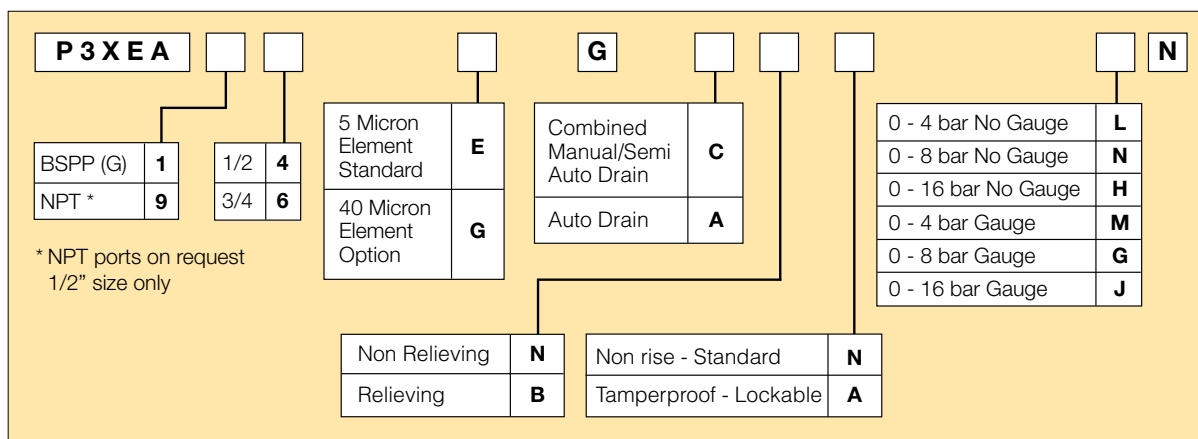 P3XEA G N
BSPP (G) 1
NPT * 9
1/2 4
3/4 6
* NPT ports on request
1/2” size only
5 Micron
Element
Standard
E
40 Micron
Element
Option
G
Combined
Manual/Semi
Auto Drain
C
Auto Drain A
0 - 4 bar No Gauge L
0 - 8 bar No Gauge N
0 - 16 bar No Gauge H
0 - 4 bar Gauge M
0 - 8 bar Gauge G
0 - 16 bar Gauge J
Non Relieving N
Relieving B
Non rise - Standard N
Tamperproof - Lockable A